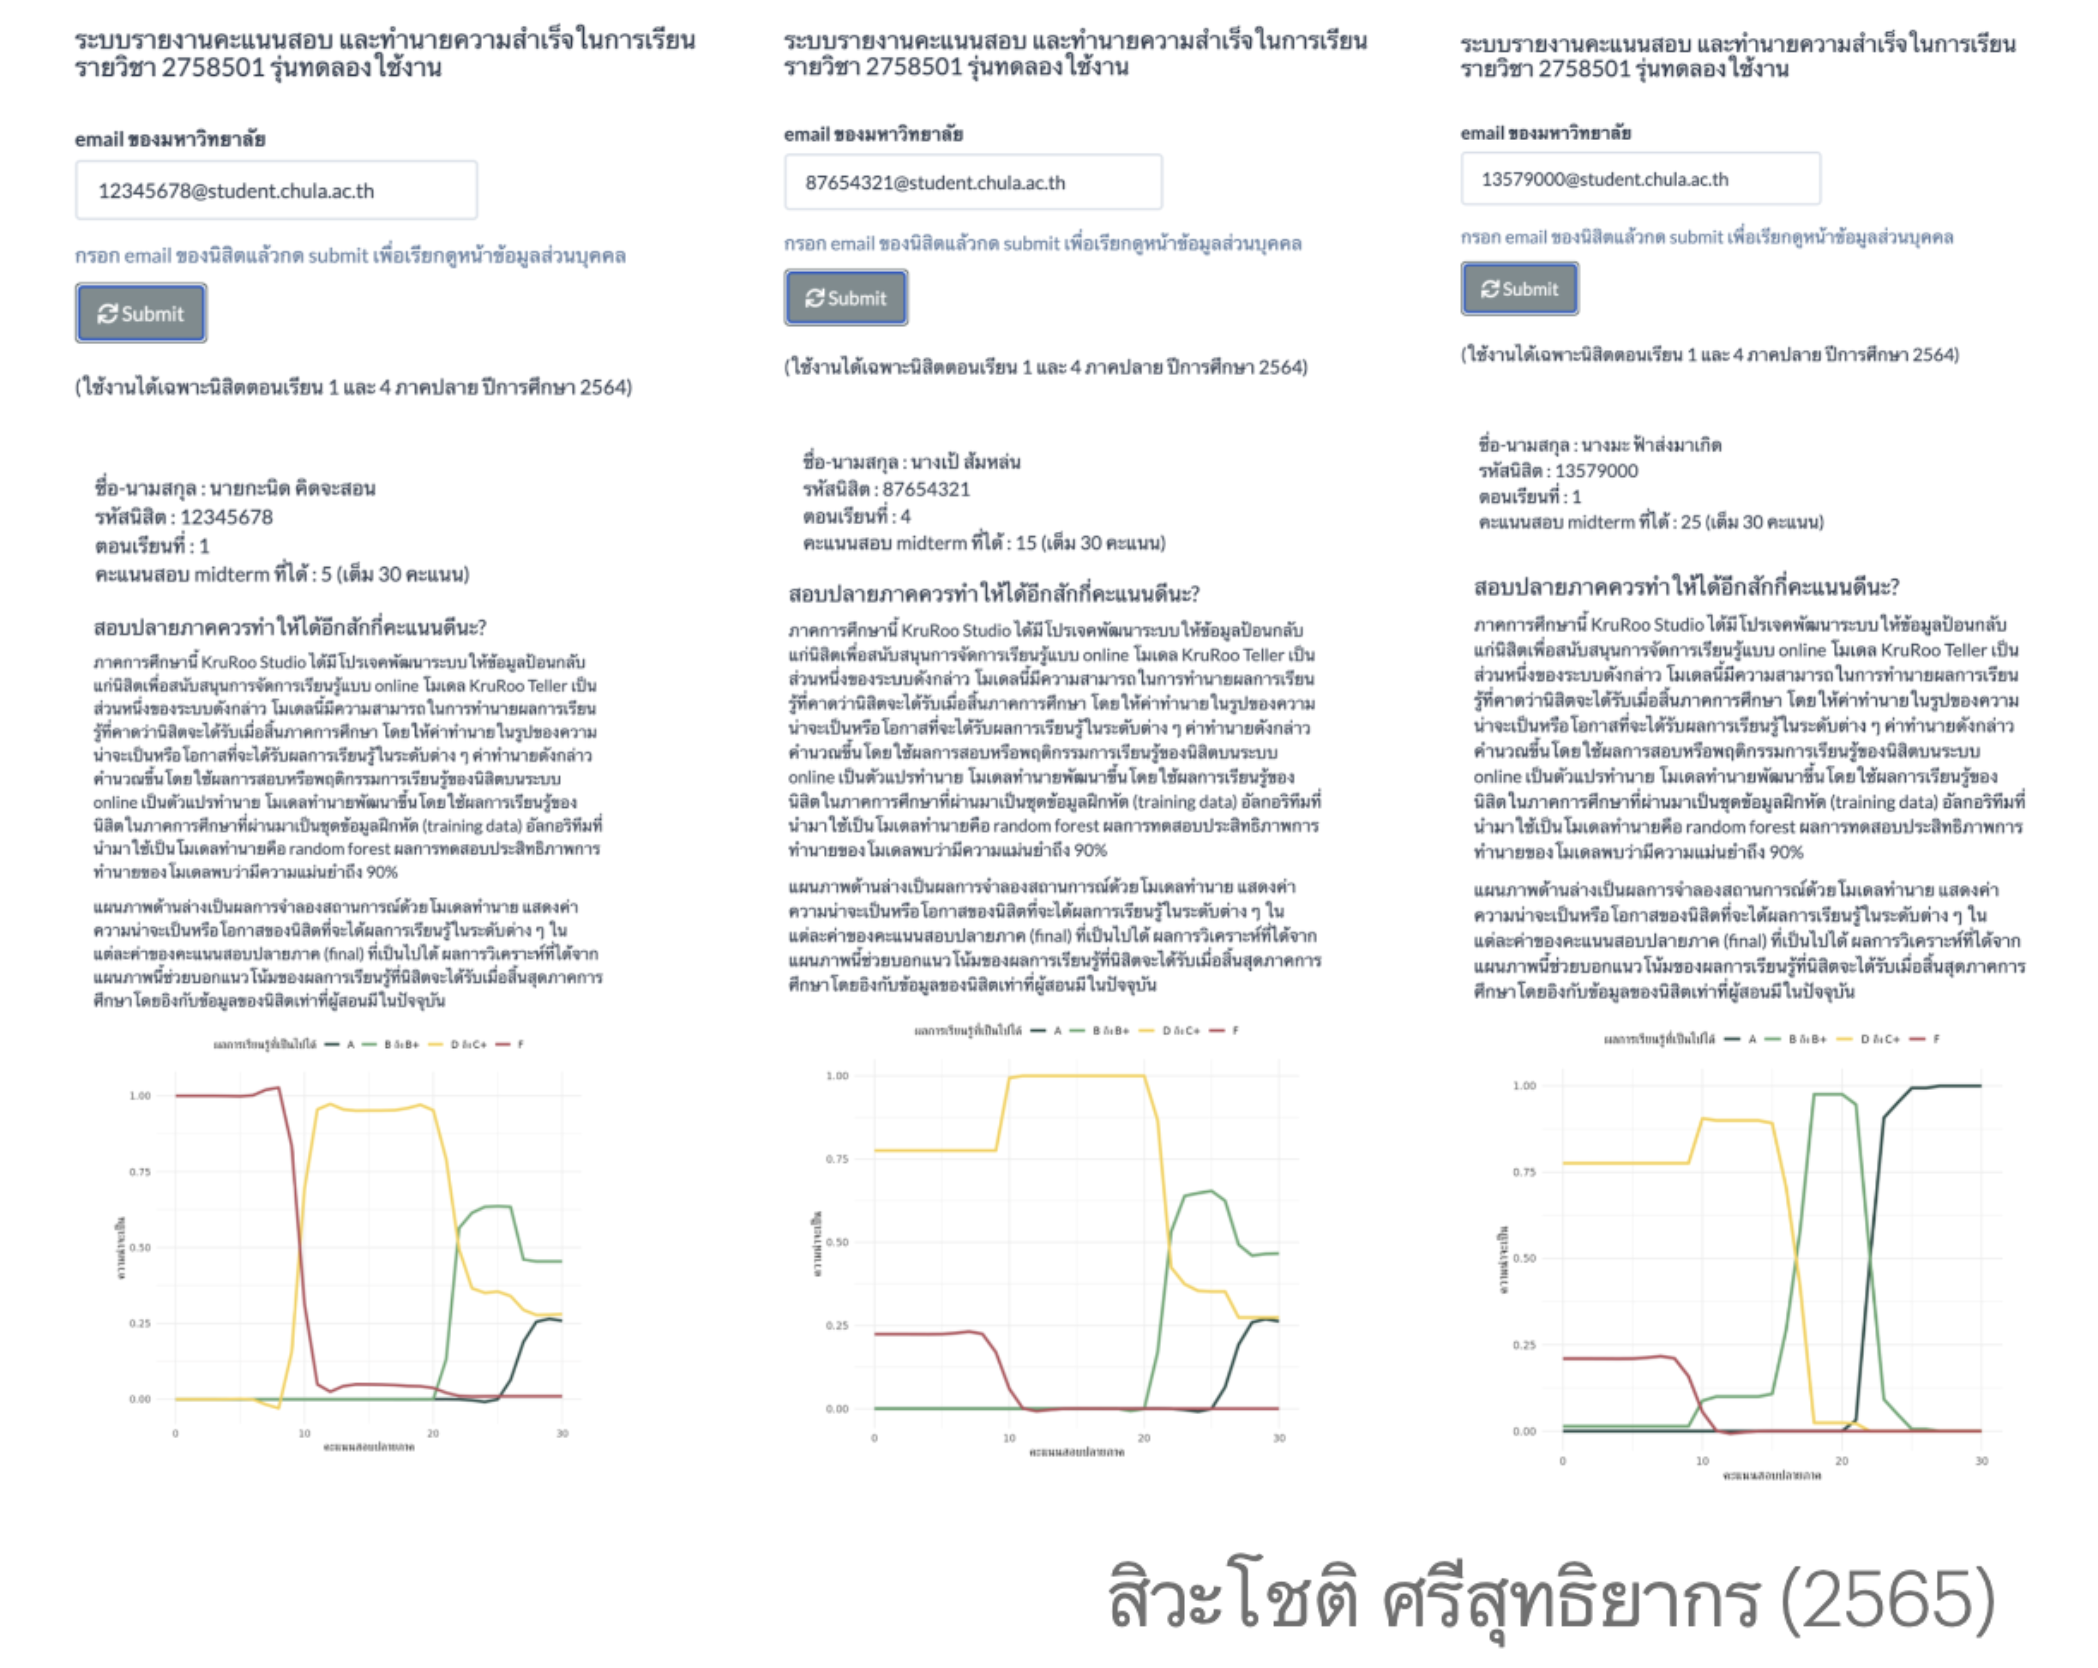 ระบบรายงานคะแนนสอบ และทำนายความสำเร็จในการเรียน
รายวิชา 2758501 รุ่นทดลองใช้งาน
email ของมหาวิทยาลัย
12345678@student.chula.ac.th
กรอก email ของนิสิตแล้วกด submit เพื่อเรียกดูหน้าข้อมูลส่วนบุคคล
Submit
(ใช้งานได้เฉพาะนิสิตตอนเรียน 1 และ 4 ภาคปลาย ปีการศึกษา 2564)
ชื่อ-นามสกุล : นายกะนิด คิดจะสอน
รหัสนิสิต : 12345678
ตอนเรียนที่ : 1
คะแนนสอบ midterm ที่ได้ : 5 (เต็ม 30 คะแนน)
สอบปลายภาคควรทำให้ได้อีกสักกี่คะแนนดีนะ?
ภาคการศึกษานี้ KruRoo Studio ได้มีโปรเจคพัฒนาระบบให้ข้อมูลป้อนกลับ
แก่นิสิตเพื่อสนับสนุนการจัดการเรียนรู้แบบ online โมเดล KruRoo Teller เป็น
ส่วนหนึ่งของระบบดังกล่าว โมเดลนี้มีความสามารถในการทำนายผลการเรียน
รู้ที่คาดว่านิสิตจะได้รับเมื่อสิ้นภาคการศึกษา โดยให้ค่าทำนายในรูปของความ
น่าจะเป็นหรือโอกาสที่จะได้รับผลการเรียนรู้ในระดับต่าง ๆ ค่าทำนายดังกล่าว
คำนวณขึ้นโดยใช้ผลการสอบหรือพฤติกรรมการเรียนรู้ของนิสิตบนระบบ
online เป็นตัวแปรทำนาย โมเดลทำนายพัฒนาขึ้นโดยใช้ผลการเรียนรู้ของ
นิสิตในภาคการศึกษาที่ผ่านมาเป็นชุดข้อมูลฝึกหัด (training data) อัลกอริทึมที่
นำมาใช้เป็นโมเดลทำนายคือ random forest ผลการทดสอบประสิทธิภาพการ
ทำนายของโมเดลพบว่ามีความแม่นยำถึง 90%
แผนภาพด้านล่างเป็นผลการจำลองสถานการณ์ด้วยโมเดลทำนาย แสดงค่า
ความน่าจะเป็นหรือโอกาสของนิสิตที่จะได้ผลการเรียนรู้ในระดับต่าง ๆ ใน
แต่ละค่าของคะแนนสอบปลายภาค (final) ที่เป็นไปได้ ผลการวิเคราะห์ที่ได้จาก
แผนภาพนี้ช่วยบอกแนวโน้มของผลการเรียนรู้ที่นิสิตจะได้รับเมื่อสิ้นสุดภาคการ
ศึกษาโดยอิงกับข้อมูลของนิสิตเท่าที่ผู้สอนมีในปัจจุบัน
ผลการเรียนรู้ที่เป็นไปได้ A B ถึง B+ D ถึง C+ F
1.00
0.75
0.50
0.25
0.00
ความน่าจะเป็น
0 10 20 30
คะแนนสอบปลายภาค
ระบบรายงานคะแนนสอบ และทำนายความสำเร็จในการเรียน
รายวิชา 2758501 รุ่นทดลองใช้งาน
email ของมหาวิทยาลัย
87654321@student.chula.ac.th
กรอก email ของนิสิตแล้วกด submit เพื่อเรียกดูหน้าข้อมูลส่วนบุคคล
Submit
(ใช้งานได้เฉพาะนิสิตตอนเรียน 1 และ 4 ภาคปลาย ปีการศึกษา 2564)
ชื่อ-นามสกุล : นางเป้ ส้มหล่น
รหัสนิสิต : 87654321
ตอนเรียนที่ : 4
คะแนนสอบ midterm ที่ได้ : 15 (เต็ม 30 คะแนน)
สอบปลายภาคควรทำให้ได้อีกสักกี่คะแนนดีนะ?
ภาคการศึกษานี้ KruRoo Studio ได้มีโปรเจคพัฒนาระบบให้ข้อมูลป้อนกลับ
แก่นิสิตเพื่อสนับสนุนการจัดการเรียนรู้แบบ online โมเดล KruRoo Teller เป็น
ส่วนหนึ่งของระบบดังกล่าว โมเดลนี้มีความสามารถในการทำนายผลการเรียน
รู้ที่คาดว่านิสิตจะได้รับเมื่อสิ้นภาคการศึกษา โดยให้ค่าทำนายในรูปของความ
น่าจะเป็นหรือโอกาสที่จะได้รับผลการเรียนรู้ในระดับต่าง ๆ ค่าทำนายดังกล่าว
คำนวณขึ้นโดยใช้ผลการสอบหรือพฤติกรรมการเรียนรู้ของนิสิตบนระบบ
online เป็นตัวแปรทำนาย โมเดลทำนายพัฒนาขึ้นโดยใช้ผลการเรียนรู้ของ
นิสิตในภาคการศึกษาที่ผ่านมาเป็นชุดข้อมูลฝึกหัด (training data) อัลกอริทึมที่
นำมาใช้เป็นโมเดลทำนายคือ random forest ผลการทดสอบประสิทธิภาพการ
ทำนายของโมเดลพบว่ามีความแม่นยำถึง 90%
แผนภาพด้านล่างเป็นผลการจำลองสถานการณ์ด้วยโมเดลทำนาย แสดงค่า
ความน่าจะเป็นหรือโอกาสของนิสิตที่จะได้ผลการเรียนรู้ในระดับต่าง ๆ ใน
แต่ละค่าของคะแนนสอบปลายภาค (final) ที่เป็นไปได้ ผลการวิเคราะห์ที่ได้จาก
แผนภาพนี้ช่วยบอกแนวโน้มของผลการเรียนรู้ที่นิสิตจะได้รับเมื่อสิ้นสุดภาคการ
ศึกษาโดยอิงกับข้อมูลของนิสิตเท่าที่ผู้สอนมีในปัจจุบัน
ผลการเรียนรู้ที่เป็นไปได้ A B ถึง B+ D ถึง C+ F
1.00
0.75
0.50
0.25
0.00
ความน่าจะเป็น
0 10 20 30
คะแนนสอบปลายภาค
ระบบรายงานคะแนนสอบ และทำนายความสำเร็จในการเรียน
รายวิชา 2758501 รุ่นทดลองใช้งาน
email ของมหาวิทยาลัย
13579000@student.chula.ac.th
กรอก email ของนิสิตแล้วกด submit เพื่อเรียกดูหน้าข้อมูลส่วนบุคคล
Submit
(ใช้งานได้เฉพาะนิสิตตอนเรียน 1 และ 4 ภาคปลาย ปีการศึกษา 2564)
ชื่อ-นามสกุล : นางมะ ฟ้าส่งมาเกิด
รหัสนิสิต : 13579000
ตอนเรียนที่ : 1
คะแนนสอบ midterm ที่ได้ : 25 (เต็ม 30 คะแนน)
สอบปลายภาคควรทำให้ได้อีกสักกี่คะแนนดีนะ?
ภาคการศึกษานี้ KruRoo Studio ได้มีโปรเจคพัฒนาระบบให้ข้อมูลป้อนกลับ
แก่นิสิตเพื่อสนับสนุนการจัดการเรียนรู้แบบ online โมเดล KruRoo Teller เป็น
ส่วนหนึ่งของระบบดังกล่าว โมเดลนี้มีความสามารถในการทำนายผลการเรียน
รู้ที่คาดว่านิสิตจะได้รับเมื่อสิ้นภาคการศึกษา โดยให้ค่าทำนายในรูปของความ
น่าจะเป็นหรือโอกาสที่จะได้รับผลการเรียนรู้ในระดับต่าง ๆ ค่าทำนายดังกล่าว
คำนวณขึ้นโดยใช้ผลการสอบหรือพฤติกรรมการเรียนรู้ของนิสิตบนระบบ
online เป็นตัวแปรทำนาย โมเดลทำนายพัฒนาขึ้นโดยใช้ผลการเรียนรู้ของ
นิสิตในภาคการศึกษาที่ผ่านมาเป็นชุดข้อมูลฝึกหัด (training data) อัลกอริทึมที่
นำมาใช้เป็นโมเดลทำนายคือ random forest ผลการทดสอบประสิทธิภาพการ
ทำนายของโมเดลพบว่ามีความแม่นยำถึง 90%
แผนภาพด้านล่างเป็นผลการจำลองสถานการณ์ด้วยโมเดลทำนาย แสดงค่า
ความน่าจะเป็นหรือโอกาสของนิสิตที่จะได้ผลการเรียนรู้ในระดับต่าง ๆ ใน
แต่ละค่าของคะแนนสอบปลายภาค (final) ที่เป็นไปได้ ผลการวิเคราะห์ที่ได้จาก
แผนภาพนี้ช่วยบอกแนวโน้มของผลการเรียนรู้ที่นิสิตจะได้รับเมื่อสิ้นสุดภาคการ
ศึกษาโดยอิงกับข้อมูลของนิสิตเท่าที่ผู้สอนมีในปัจจุบัน
ผลการเรียนรู้ที่เป็นไปได้ A B ถึง B+ D ถึง C+ F
1.00
0.75
0.50
0.25
0.00
ความน่าจะเป็น
0 10 20 30
คะแนนสอบปลายภาค
สิวะโชติ ศรีสุทธิยากร (2565)